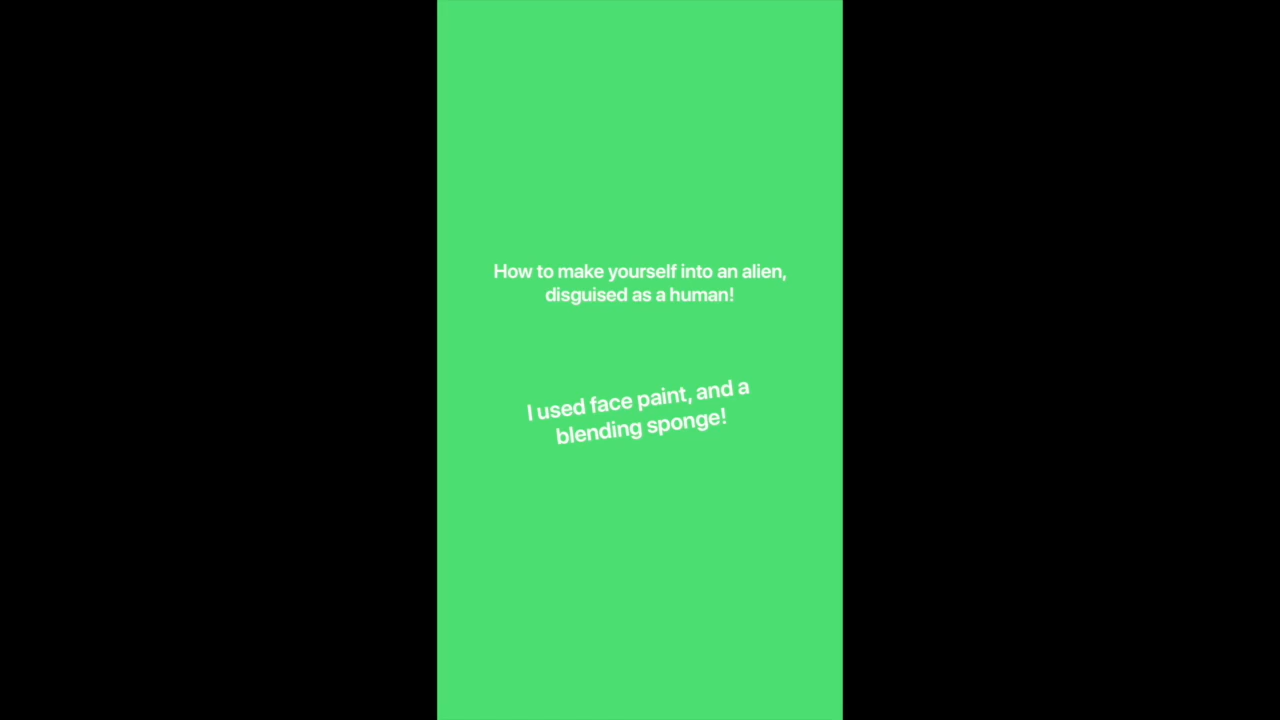 How to make yourself into an alien,
disguised as a human!
I used face paint, and a
blending sponge!